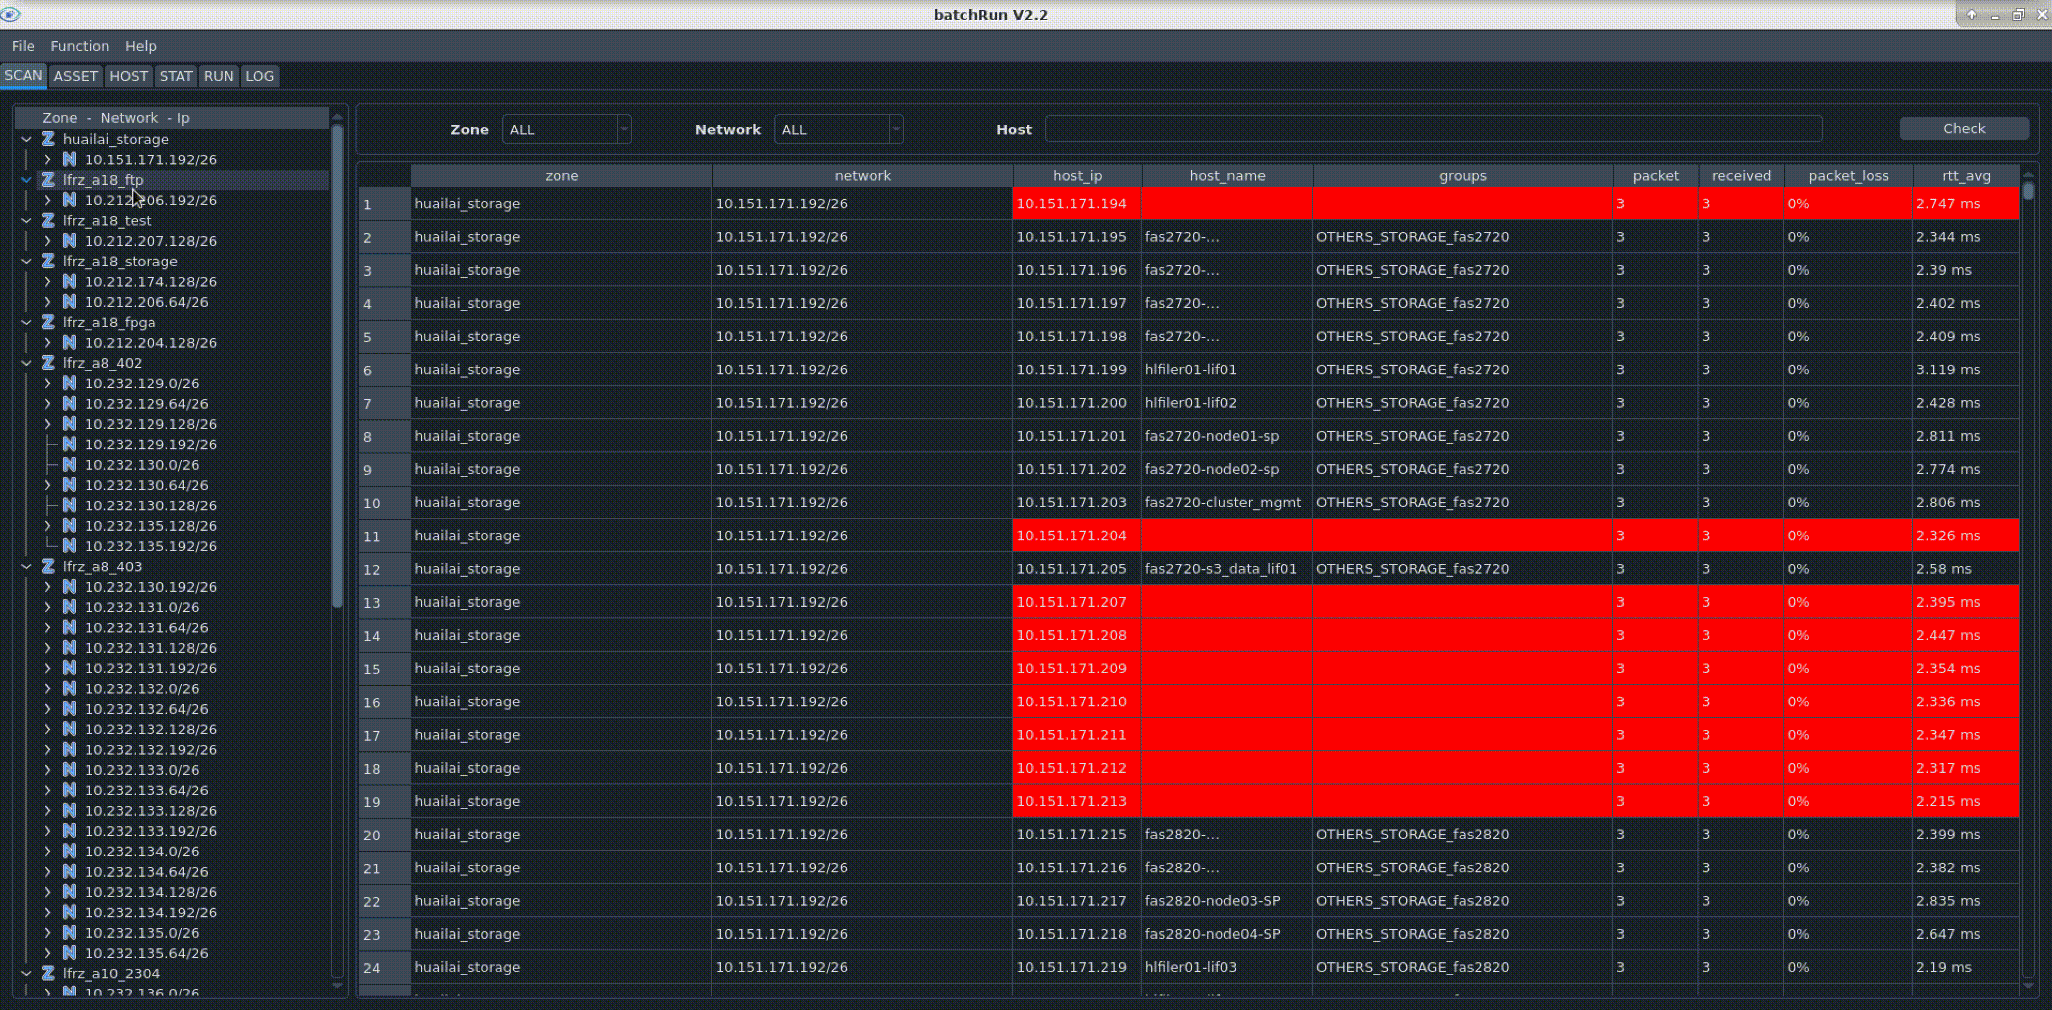 batchRun V2.2
File Function Help
SCAN ASSET HOST STAT RUN LOG
Zone - Network - Ip
huailai_storage
10.151.171.192/26
lfrz_a18_ftp
10.212.206.192/26
lfrz_a18_test
10.212.207.128/26
lfrz_a18_storage
10.212.174.128/26
10.212.206.64/26
lfrz_a18_fpga
10.212.204.128/26
lfrz_a8_402
10.232.129.0/26
10.232.129.64/26
10.232.129.128/26
10.232.129.192/26
10.232.130.0/26
10.232.130.64/26
10.232.130.128/26
10.232.135.128/26
10.232.135.192/26
lfrz_a8_403
10.232.130.192/26
10.232.131.0/26
10.232.131.64/26
10.232.131.128/26
10.232.131.192/26
10.232.132.0/26
10.232.132.64/26
10.232.132.128/26
10.232.132.192/26
10.232.133.0/26
10.232.133.64/26
10.232.133.128/26
10.232.133.192/26
10.232.134.0/26
10.232.134.64/26
10.232.134.128/26
10.232.134.192/26
10.232.135.0/26
10.232.135.64/26
lfrz_a10_2304
10.232.136.0/26
Zone ALL Network ALL Host Check
zone network host_ip host_name groups packet received packet_loss rtt_avg
1 huailai_storage 10.151.171.192/26 10.151.171.194 3 3 0% 2.747 ms
2 huailai_storage 10.151.171.192/26 10.151.171.195 fas2720-... OTHERS_STORAGE_fas2720 3 3 0% 2.344 ms
3 huailai_storage 10.151.171.192/26 10.151.171.196 fas2720-... OTHERS_STORAGE_fas2720 3 3 0% 2.39 ms
4 huailai_storage 10.151.171.192/26 10.151.171.197 fas2720-... OTHERS_STORAGE_fas2720 3 3 0% 2.402 ms
5 huailai_storage 10.151.171.192/26 10.151.171.198 fas2720-... OTHERS_STORAGE_fas2720 3 3 0% 2.409 ms
6 huailai_storage 10.151.171.192/26 10.151.171.199 hlfiler01-lif01 OTHERS_STORAGE_fas2720 3 3 0% 3.119 ms
7 huailai_storage 10.151.171.192/26 10.151.171.200 hlfiler01-lif02 OTHERS_STORAGE_fas2720 3 3 0% 2.428 ms
8 huailai_storage 10.151.171.192/26 10.151.171.201 fas2720-node01-sp OTHERS_STORAGE_fas2720 3 3 0% 2.811 ms
9 huailai_storage 10.151.171.192/26 10.151.171.202 fas2720-node02-sp OTHERS_STORAGE_fas2720 3 3 0% 2.774 ms
10 huailai_storage 10.151.171.192/26 10.151.171.203 fas2720-cluster_mgmt OTHERS_STORAGE_fas2720 3 3 0% 2.806 ms
11 huailai_storage 10.151.171.192/26 10.151.171.204 3 3 0% 2.326 ms
12 huailai_storage 10.151.171.192/26 10.151.171.205 fas2720-s3_data_lif01 OTHERS_STORAGE_fas2720 3 3 0% 2.58 ms
13 huailai_storage 10.151.171.192/26 10.151.171.207 3 3 0% 2.395 ms
14 huailai_storage 10.151.171.192/26 10.151.171.208 3 3 0% 2.447 ms
15 huailai_storage 10.151.171.192/26 10.151.171.209 3 3 0% 2.354 ms
16 huailai_storage 10.151.171.192/26 10.151.171.210 3 3 0% 2.336 ms
17 huailai_storage 10.151.171.192/26 10.151.171.211 3 3 0% 2.347 ms
18 huailai_storage 10.151.171.192/26 10.151.171.212 3 3 0% 2.317 ms
19 huailai_storage 10.151.171.192/26 10.151.171.213 3 3 0% 2.215 ms
20 huailai_storage 10.151.171.192/26 10.151.171.215 fas2820-... OTHERS_STORAGE_fas2820 3 3 0% 2.399 ms
21 huailai_storage 10.151.171.192/26 10.151.171.216 fas2820-... OTHERS_STORAGE_fas2820 3 3 0% 2.382 ms
22 huailai_storage 10.151.171.192/26 10.151.171.217 fas2820-node03-SP OTHERS_STORAGE_fas2820 3 3 0% 2.835 ms
23 huailai_storage 10.151.171.192/26 10.151.171.218 fas2820-node04-SP OTHERS_STORAGE_fas2820 3 3 0% 2.647 ms
24 huailai_storage 10.151.171.192/26 10.151.171.219 hlfiler01-lif03 OTHERS_STORAGE_fas2820 3 3 0% 2.19 ms